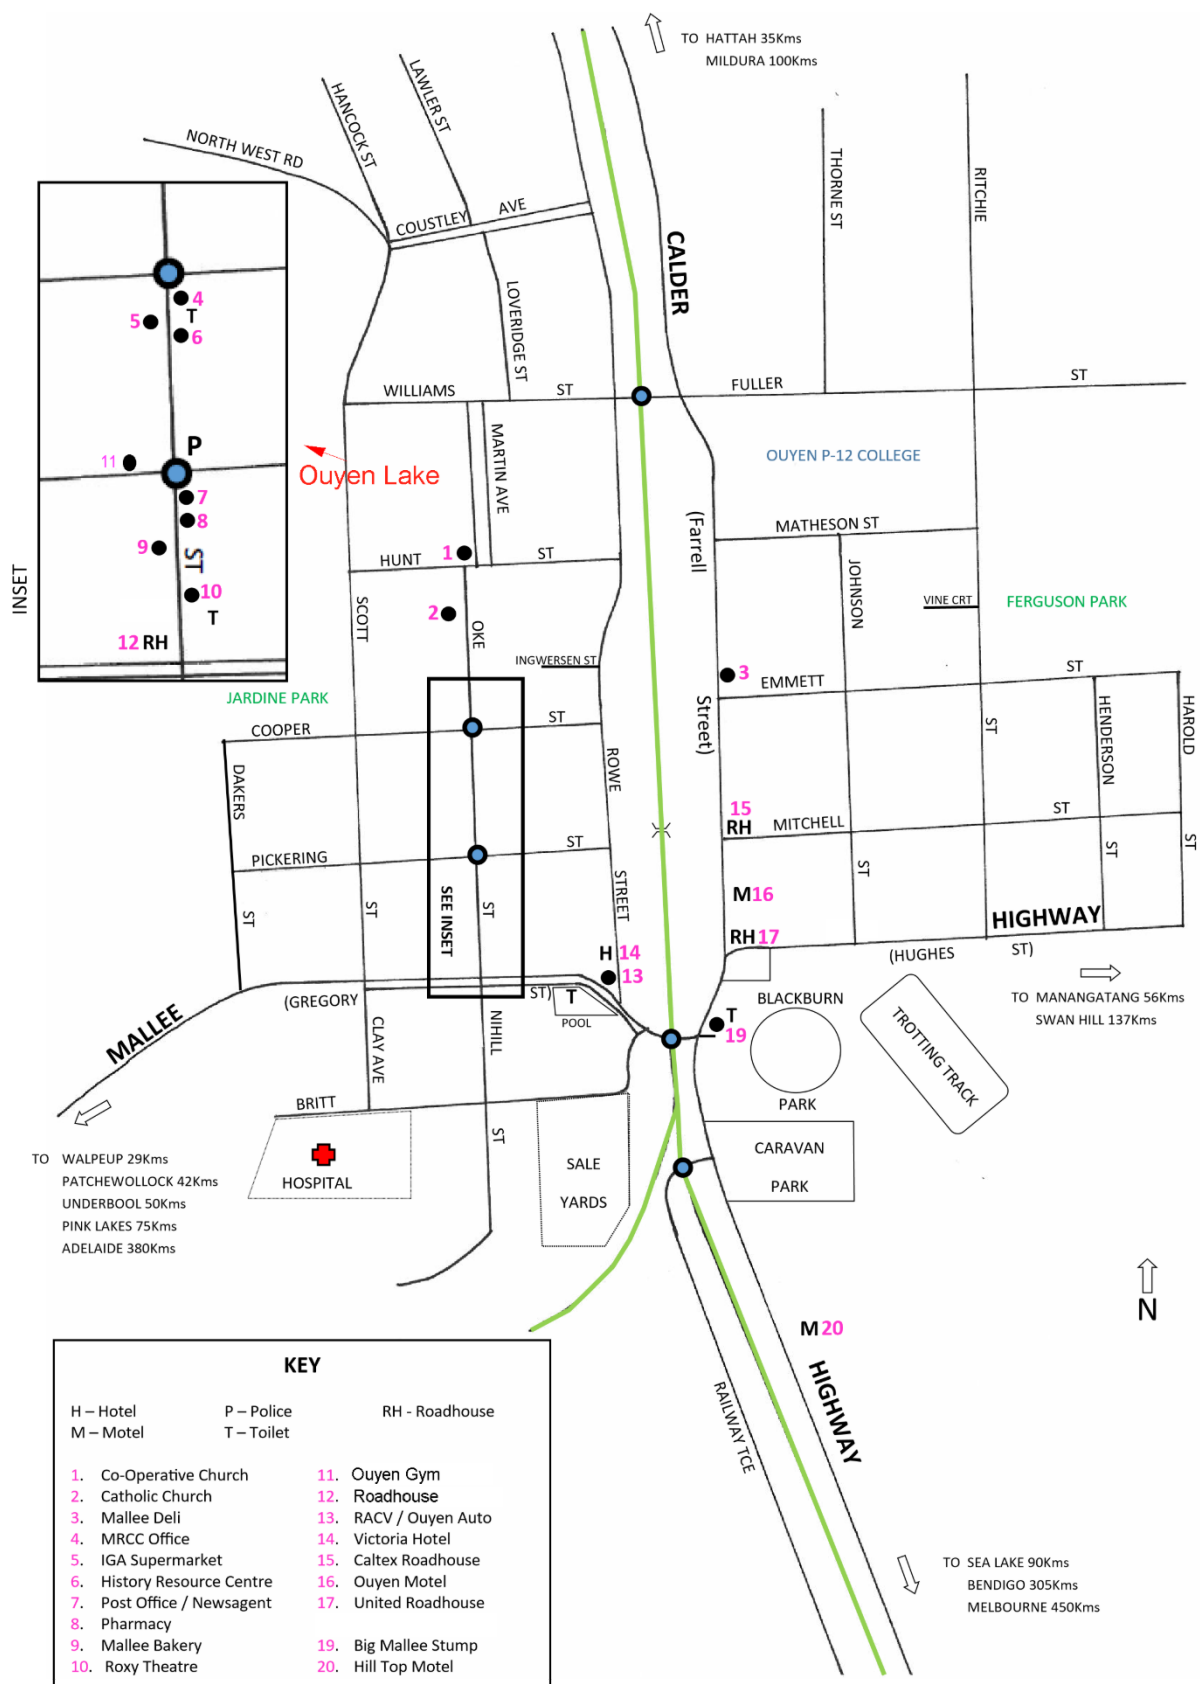 TO HATTAH 35Kms
MILDURA 100Kms
NORTH WEST RD
HANCOCK ST
LAWLER ST
COUSTLEY AVE
LOVERIDGE ST
CALDER
THORNE ST
RITCHIE
WILLIAMS ST
FULLER ST
MARTIN AVE
OUYEN P-12 COLLEGE
Ouyen Lake
INSET
4
T
5
6
P
11
7
8
9
ST
10
T
12 RH
HUNT ST
1
2
SCOTT
OKE
INGWERSEN ST
(Farrell
Street)
MATHESON ST
JOHNSON
VINE CRT
FERGUSON PARK
3
EMMETT ST
ST
HENDERSON
HAROLD
JARDINE PARK
COOPER ST
DAKERS
ROWE
15
RH
MITCHELL ST
PICKERING ST
ST
ST
SEE INSET
ST
STREET
ST
ST
ST
M 16
H 14
13
RH 17
HIGHWAY
(HUGHES ST)
MALLEE
(GREGORY ST)
T
POOL
CLAY AVE
NIHILL
ST
T
19
BLACKBURN
PARK
TROTTING TRACK
TO MANANGATANG 56Kms
SWAN HILL 137Kms
BRITT
HOSPITAL
SALE
YARDS
CARAVAN
PARK
TO WALPEUP 29Kms
PATCHEWOLLOCK 42Kms
UNDERBOOL 50Kms
PINK LAKES 75Kms
ADELAIDE 380Kms
N
M 20
HIGHWAY
RAILWAY TCE
TO SEA LAKE 90Kms
BENDIGO 305Kms
MELBOURNE 450Kms
KEY
H – Hotel P – Police RH - Roadhouse
M – Motel T – Toilet
1. Co-Operative Church
2. Catholic Church
3. Mallee Deli
4. MRCC Office
5. IGA Supermarket
6. History Resource Centre
7. Post Office / Newsagent
8. Pharmacy
9. Mallee Bakery
10. Roxy Theatre
11. Ouyen Gym
12. Roadhouse
13. RACV / Ouyen Auto
14. Victoria Hotel
15. Caltex Roadhouse
16. Ouyen Motel
17. United Roadhouse
19. Big Mallee Stump
20. Hill Top Motel